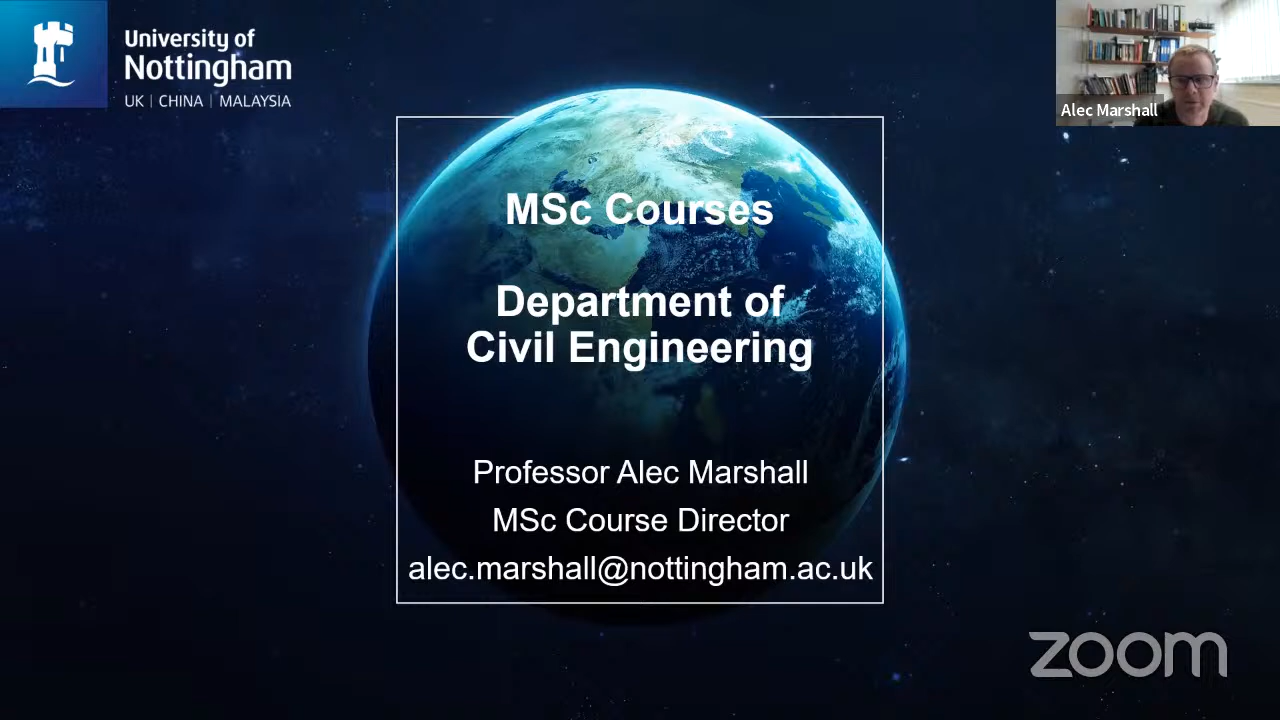 University of
Nottingham
UK | CHINA | MALAYSIA
Alec Marshall
MSc Courses
Department of
Civil Engineering
Professor Alec Marshall
MSc Course Director
alec.marshall@nottingham.ac.uk
zoom